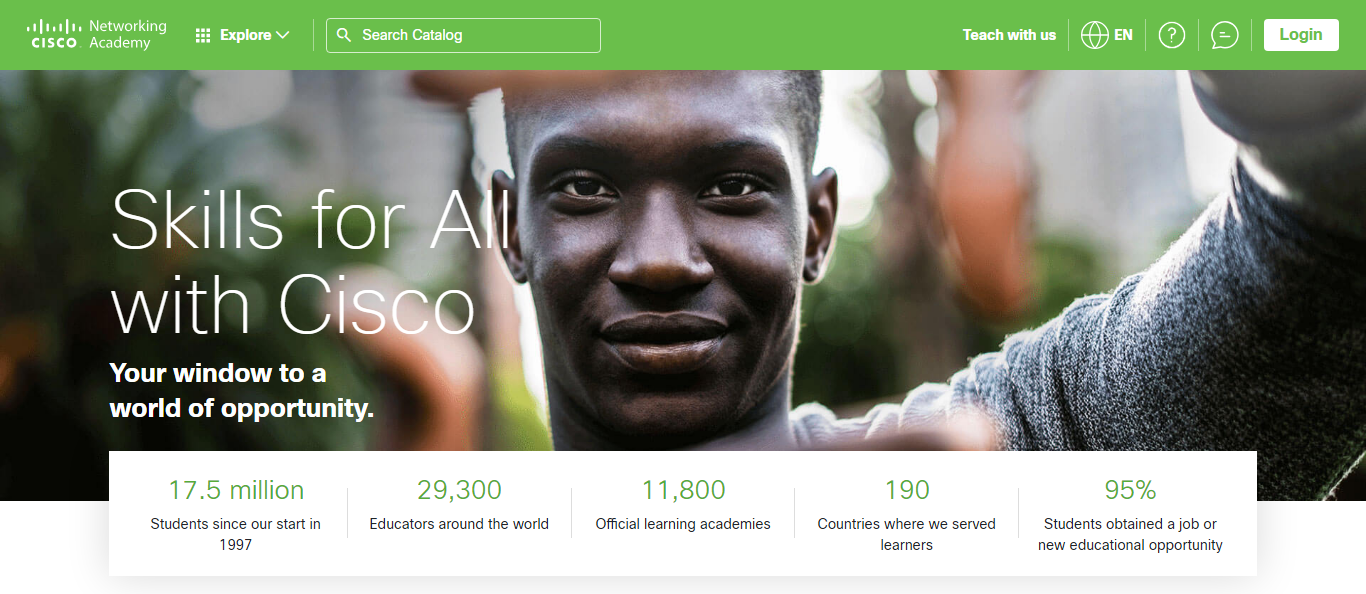 Networking
Academy
CISCO
Explore
Search Catalog
Teach with us
EN
?
Login
Skills for All
with Cisco
Your window to a
world of opportunity.
17.5 million
Students since our start in
1997
29,300
Educators around the world
11,800
Official learning academies
190
Countries where we served
learners
95%
Students obtained a job or
new educational opportunity